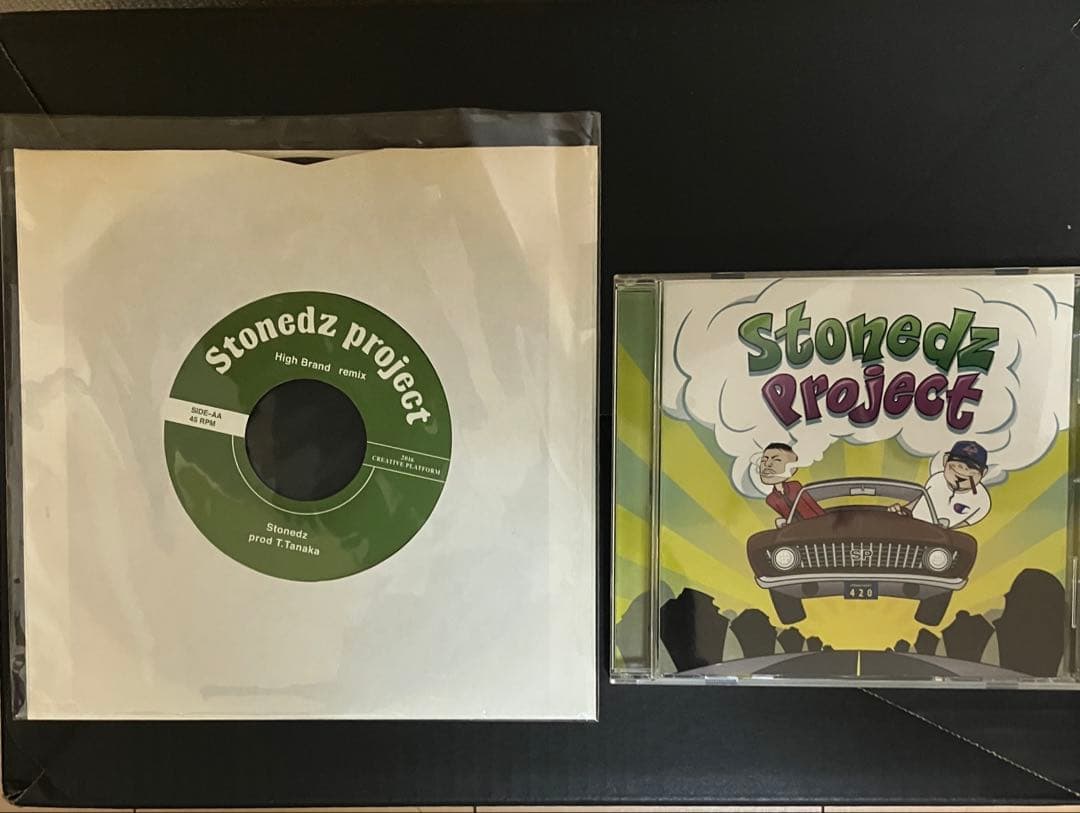 Stonedz project
High Brand remix
SIDE-AA
45 RPM
2016
CREATIVE PLATFORM
Stonedz
prod T.Tanaka
Stonedz
Project
SP
420